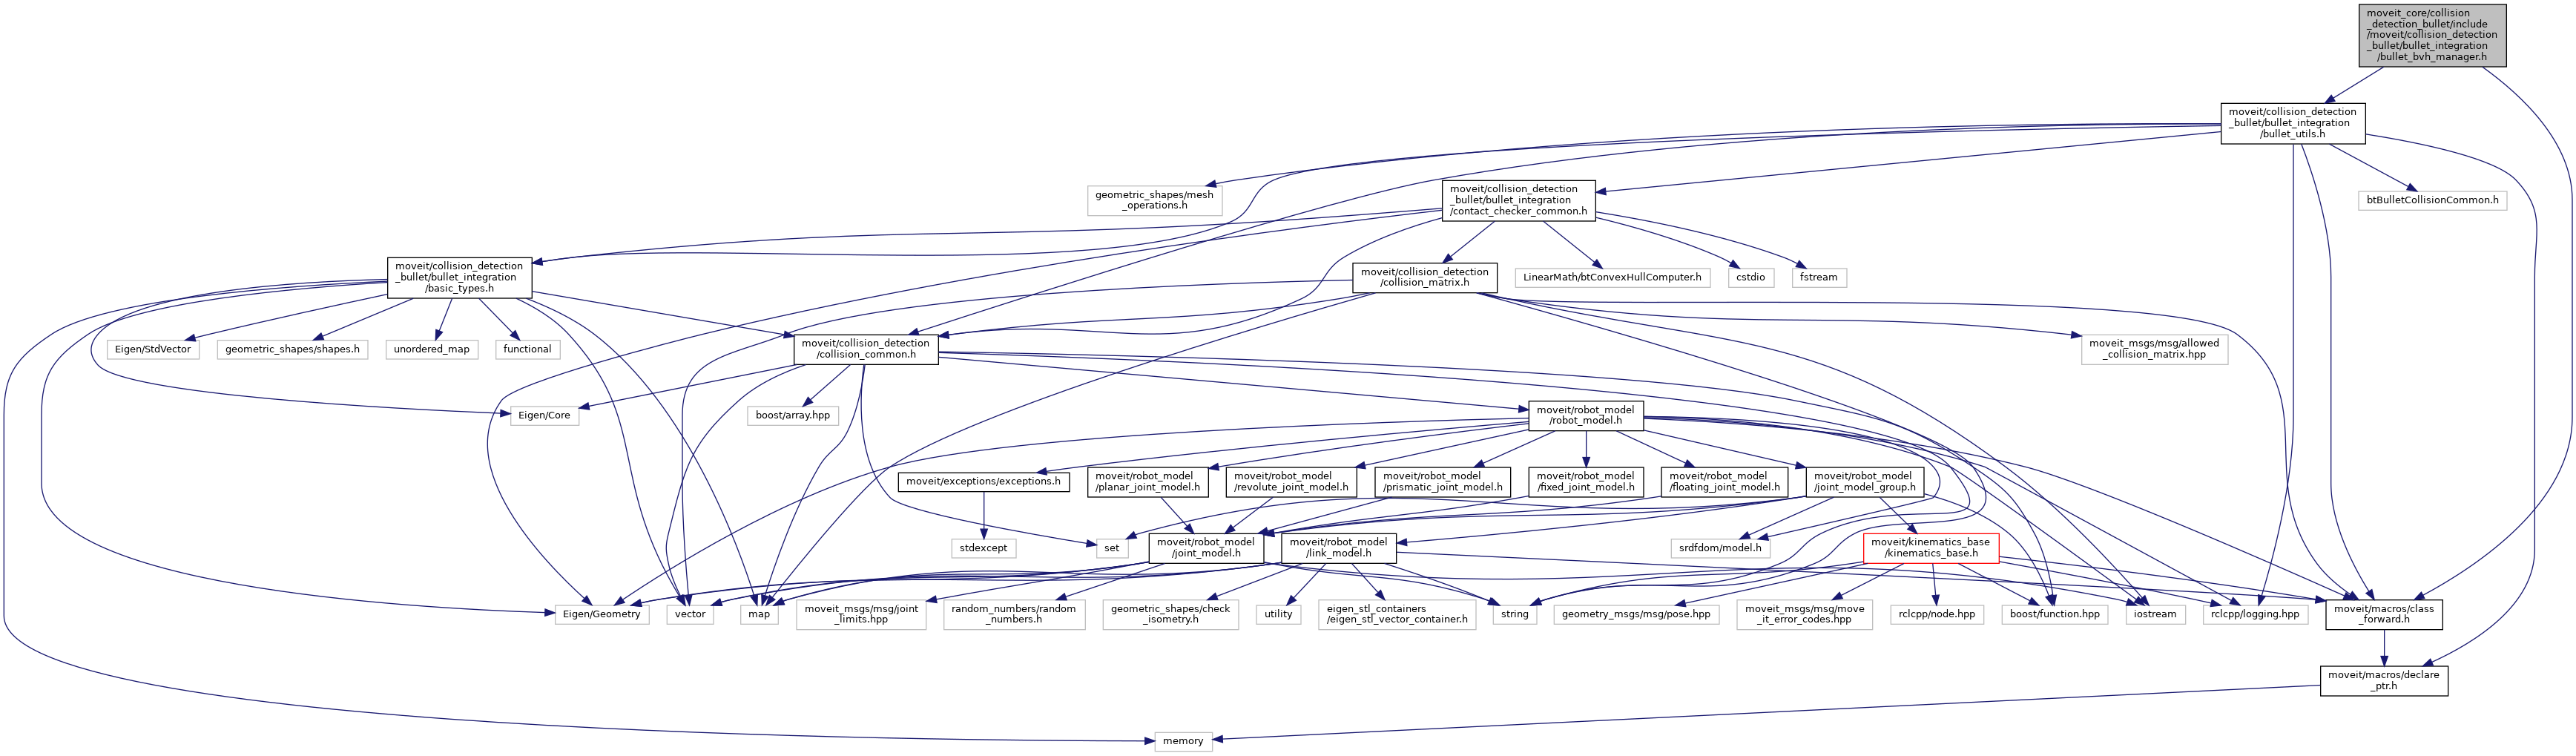 moveit_core/collision
_detection_bullet/include
/moveit/collision_detection
_bullet/bullet_integration
/bullet_bvh_manager.h
moveit/collision_detection
_bullet/bullet_integration
/bullet_utils.h
geometric_shapes/mesh
_operations.h
moveit/collision_detection
_bullet/bullet_integration
/contact_checker_common.h
btBulletCollisionCommon.h
moveit/collision_detection
_bullet/bullet_integration
/basic_types.h
moveit/collision_detection
/collision_matrix.h
LinearMath/btConvexHullComputer.h
cstdio
fstream
Eigen/StdVector
geometric_shapes/shapes.h
unordered_map
functional
moveit/collision_detection
/collision_common.h
moveit_msgs/msg/allowed
_collision_matrix.hpp
Eigen/Core
boost/array.hpp
moveit/robot_model
/robot_model.h
moveit/exceptions/exceptions.h
moveit/robot_model
/planar_joint_model.h
moveit/robot_model
/revolute_joint_model.h
moveit/robot_model
/prismatic_joint_model.h
moveit/robot_model
/fixed_joint_model.h
moveit/robot_model
/floating_joint_model.h
moveit/robot_model
/joint_model_group.h
stdexcept
set
moveit/robot_model
/joint_model.h
moveit/robot_model
/link_model.h
srdfdom/model.h
moveit/kinematics_base
/kinematics_base.h
Eigen/Geometry
vector
map
moveit_msgs/msg/joint
_limits.hpp
random_numbers/random
_numbers.h
geometric_shapes/check
_isometry.h
utility
eigen_stl_containers
/eigen_stl_vector_container.h
string
geometry_msgs/msg/pose.hpp
moveit_msgs/msg/move
_it_error_codes.hpp
rclcpp/node.hpp
boost/function.hpp
iostream
rclcpp/logging.hpp
moveit/macros/class
_forward.h
moveit/macros/declare
_ptr.h
memory